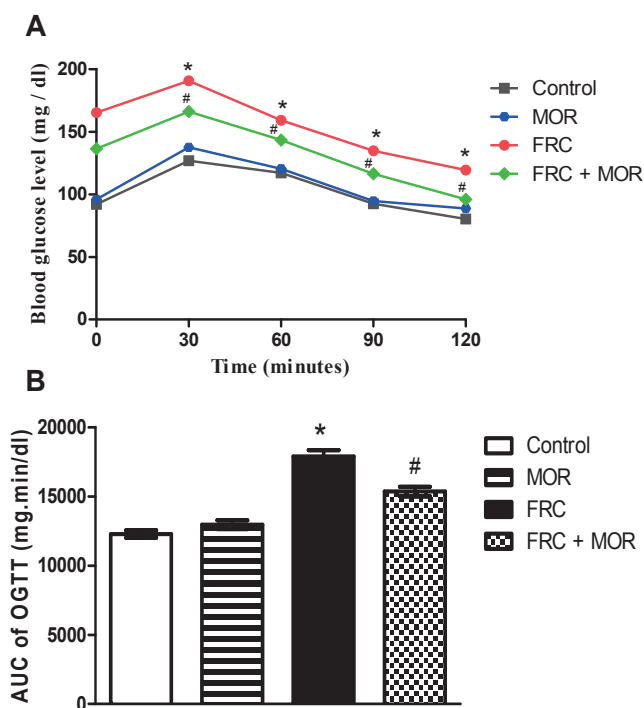 A
Blood glucose level (mg / dl)
200
150
100
50
0
0 30 60 90 120
Time (minutes)
* * * * *
# # # #
Control
MOR
FRC
FRC + MOR
B
AUC of OGTT (mg.min/dl)
20000
15000
10000
5000
0
*
#
Control
MOR
FRC
FRC + MOR